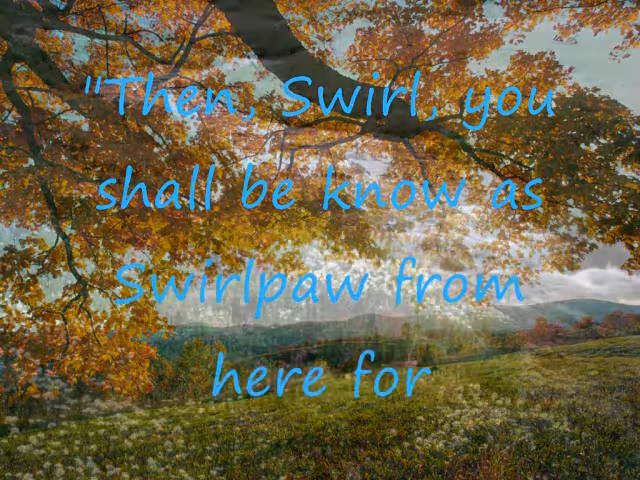 "Then, Swirl, you
shall be know as
Swirlpaw from
here for